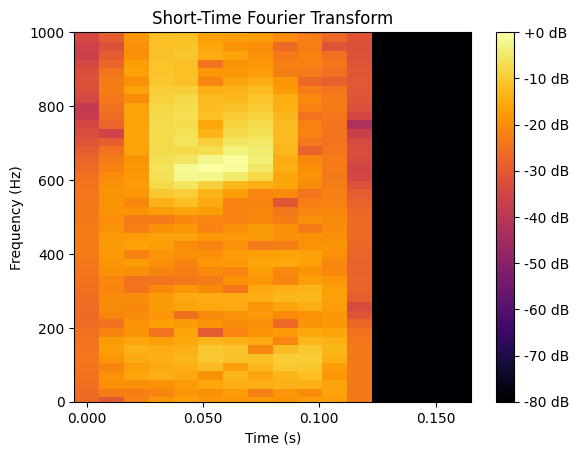 Short-Time Fourier Transform
1000
800
600
400
200
0
Frequency (Hz)
0.000
0.050
0.100
0.150
Time (s)
+0 dB
-10 dB
-20 dB
-30 dB
-40 dB
-50 dB
-60 dB
-70 dB
-80 dB